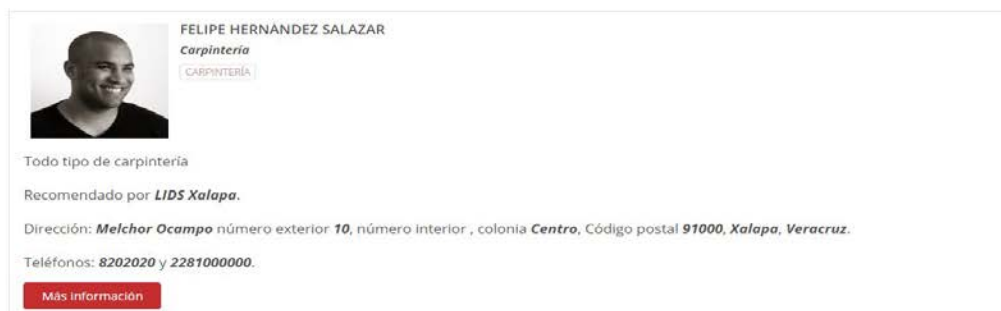 FELIPE HERNANDEZ SALAZAR
Carpintería
CARPINTERÍA
Todo tipo de carpintería
Recomendado por LIDS Xalapa.
Dirección: Melchor Ocampo número exterior 10, número interior , colonia Centro, Código postal 91000, Xalapa, Veracruz.
Teléfonos: 8202020 y 2281000000.
Más información